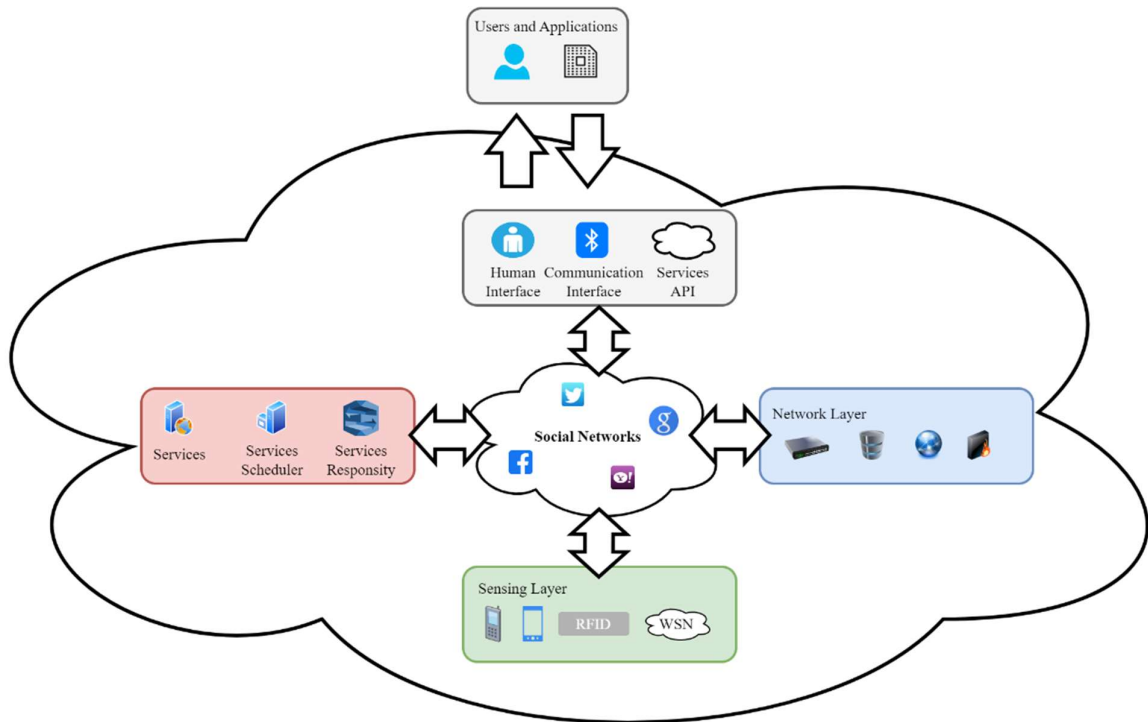 Users and Applications
Human
Interface
Communication
Interface
Services
API
Services
Services
Scheduler
Services
Responsity
Social Networks
g
f
Y!
Network Layer
Sensing Layer
RFID
WSN